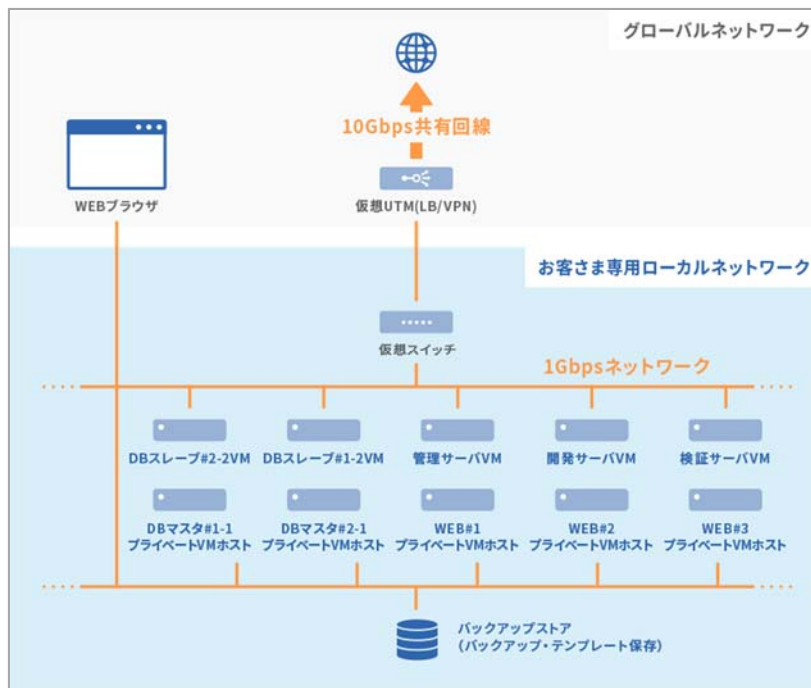 グローバルネットワーク
10Gbps共有回線
WEBブラウザ
仮想UTM(LB/VPN)
お客さま専用ローカルネットワーク
仮想スイッチ
1Gbpsネットワーク
DBスレーブ#2-2VM
DBスレーブ#1-2VM
管理サーバVM
開発サーバVM
検証サーバVM
DBマスタ#1-1
プライベートVMホスト
DBマスタ#2-1
プライベートVMホスト
WEB#1
プライベートVMホスト
WEB#2
プライベートVMホスト
WEB#3
プライベートVMホスト
バックアップストア
(バックアップ・テンプレート保存)